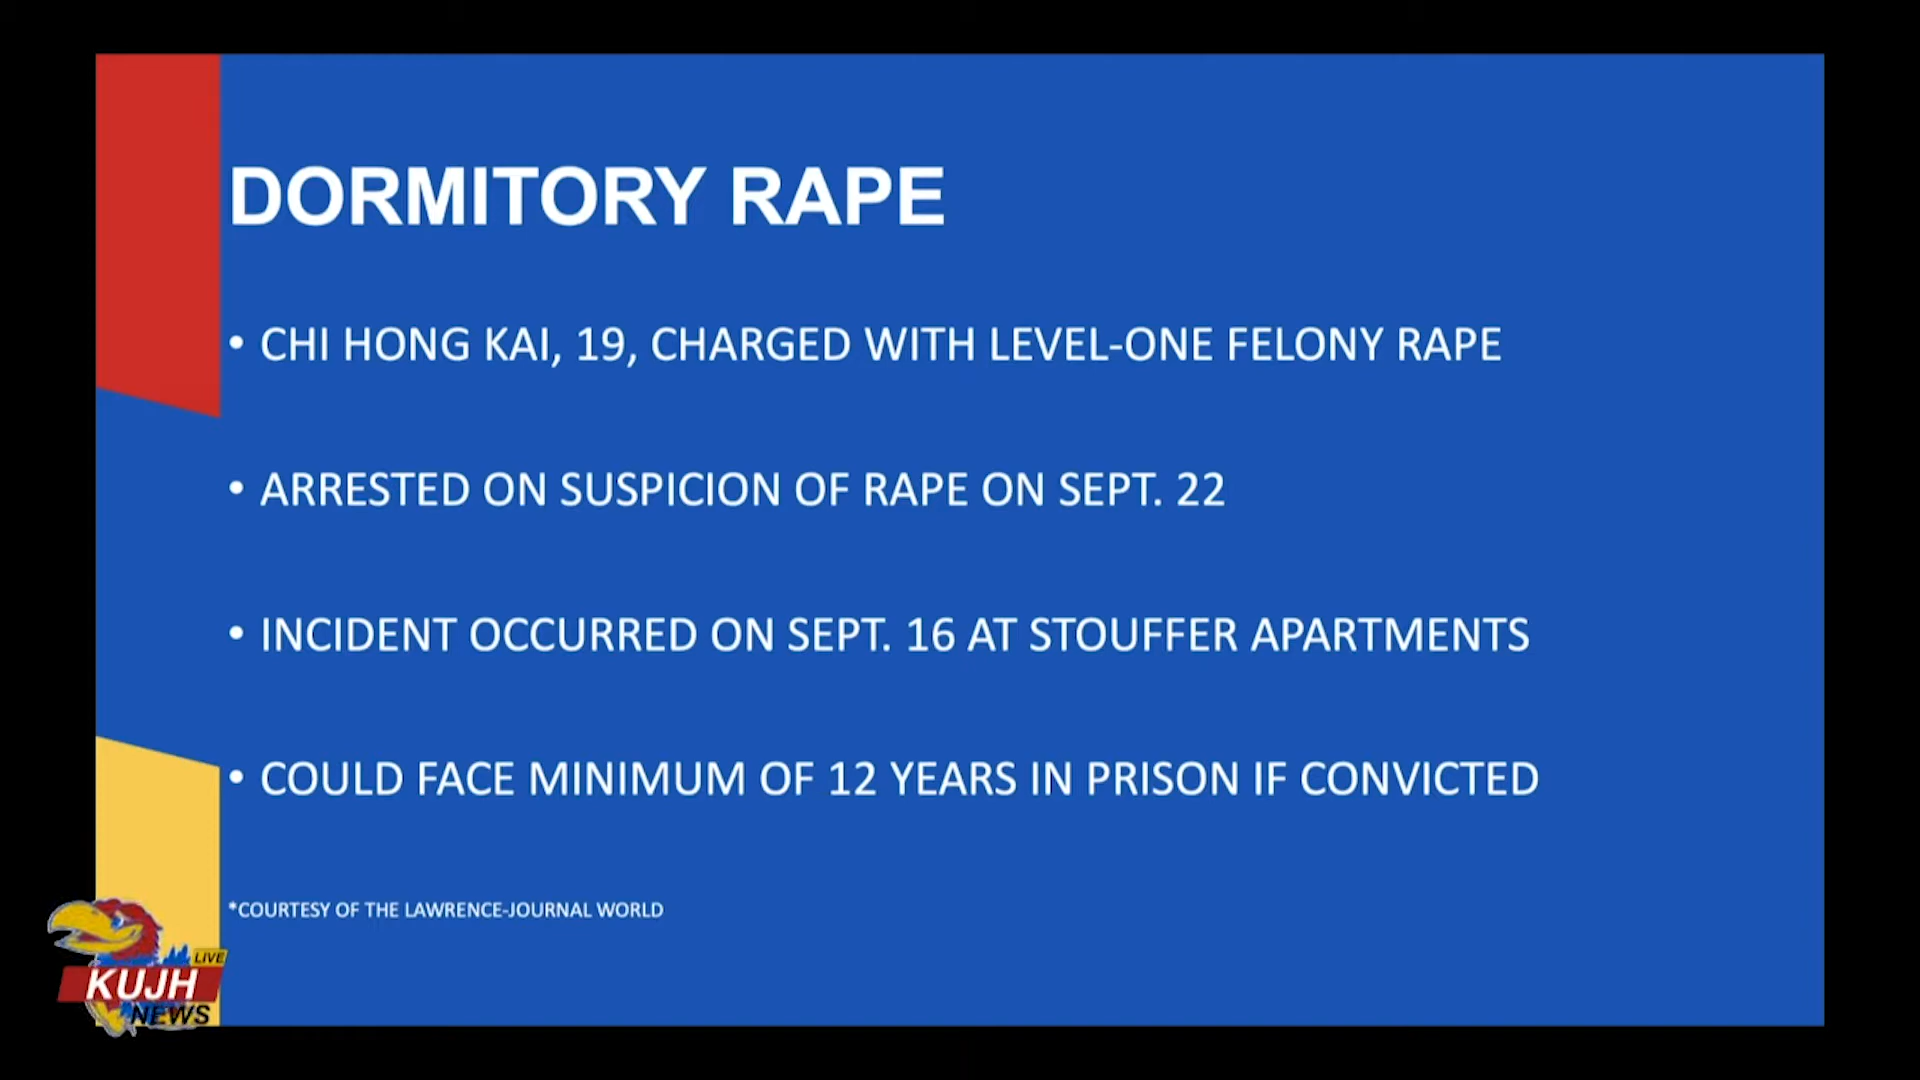 DORMITORY RAPE
• CHI HONG KAI, 19, CHARGED WITH LEVEL-ONE FELONY RAPE
• ARRESTED ON SUSPICION OF RAPE ON SEPT. 22
• INCIDENT OCCURRED ON SEPT. 16 AT STOUFFER APARTMENTS
• COULD FACE MINIMUM OF 12 YEARS IN PRISON IF CONVICTED
*COURTESY OF THE LAWRENCE-JOURNAL WORLD
LIVE
KUJH
NEWS